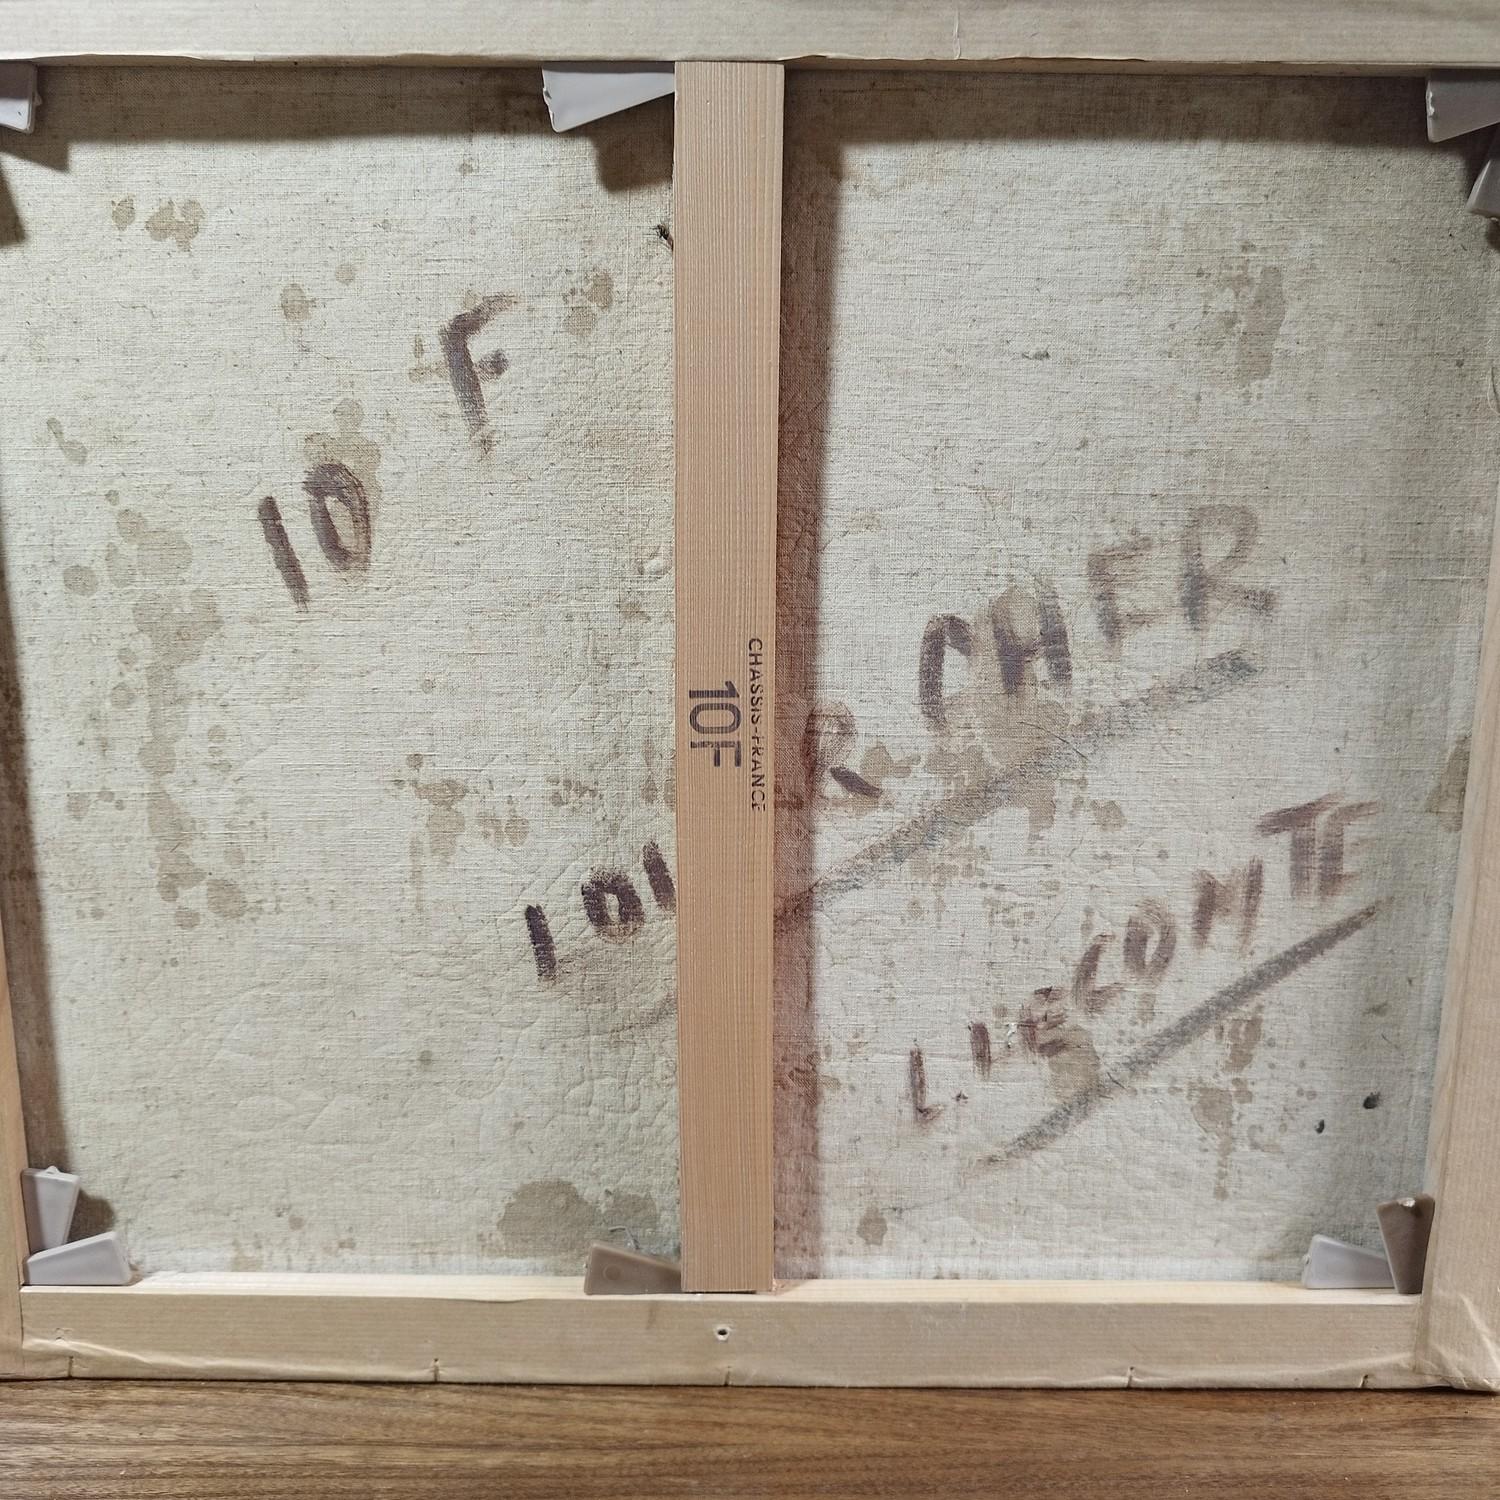 10 F
CHASSIS-FRANCE
10F
R CHER
L. LECOMTE